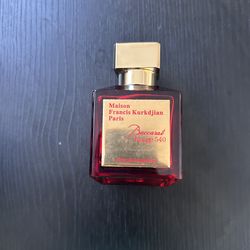 Maison
Francis Kurkdjian
Paris
Baccarat
Rouge 540